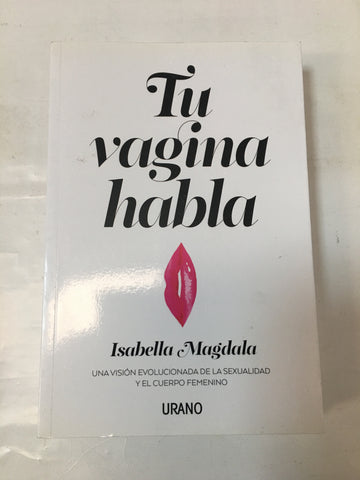 Tu
vagina
habla
Isabella Magdala
UNA VISIÓN EVOLUCIONADA DE LA SEXUALIDAD
Y EL CUERPO FEMENINO
URANO